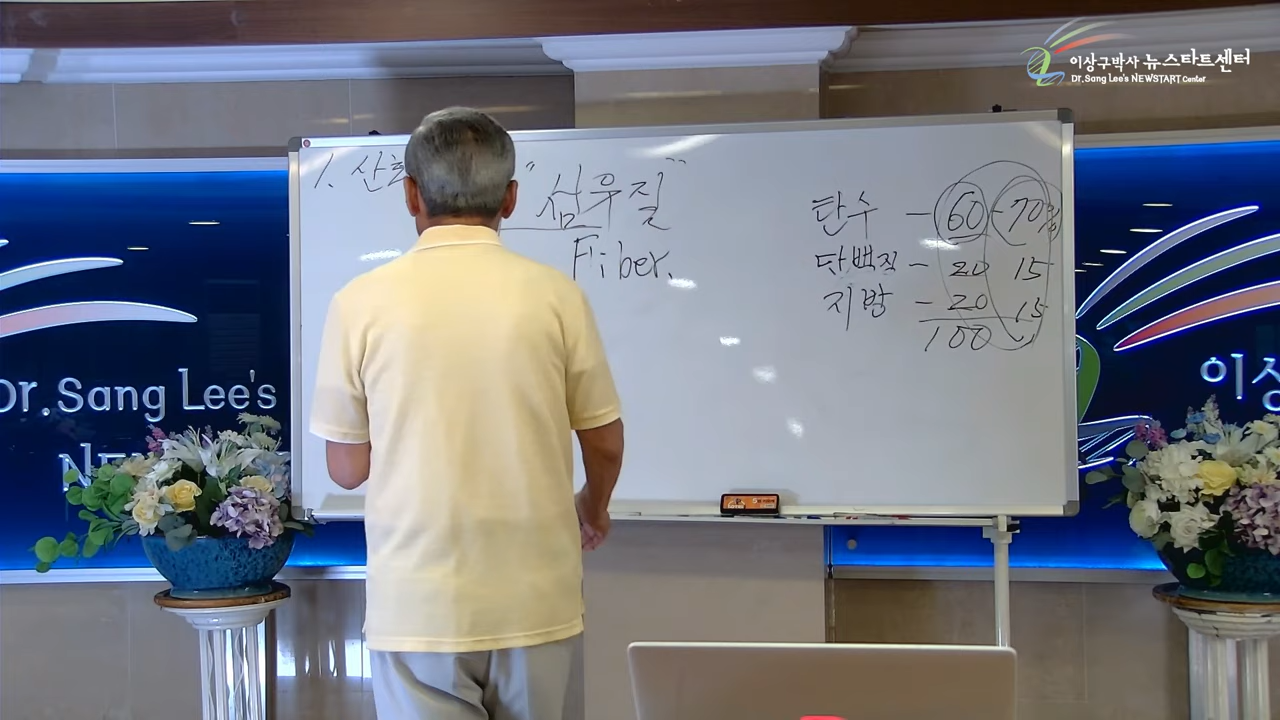 이상구박사 뉴스타트센터
Dr. Sang Lee's NEWSTART Center
1. 산
"섬유질"
Fiber.
탄수 - 60 - 70%
단백질 - 20 15
지방 - 20 15
100
Dr. Sang Lee's
이상